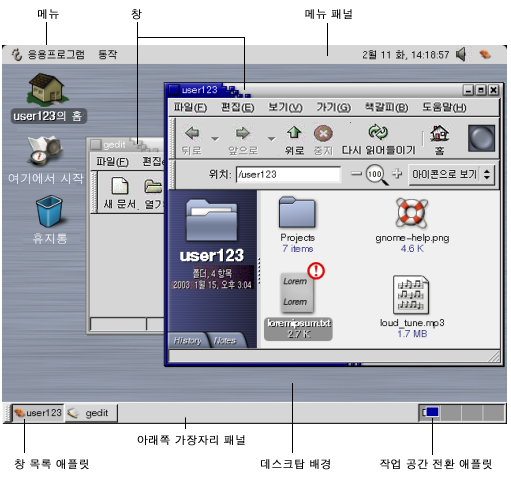 메뉴 창 메뉴 패널
응용프로그램 동작 2월 11 화, 14:18:57
user123의 홈
여기에서 시작
휴지통
gedit
파일(F) 편집
새 문서 열기
user123
파일(F) 편집(E) 보기(V) 가기(G) 책갈피(B) 도움말(H)
뒤로 앞으로 위로 중지 다시 읽어들이기 홈
위치: /user123 100 아이콘으로 보기
user123
폴더, 4 항목
2003 1월 15, 오후 3:04
History Notes
Projects
7 items
gnome-help.png
4.6 K
Lorem
Lorem
loremipsum.txt
2.7 K
loud_tune.mp3
1.7 MB
user123 gedit
아래쪽 가장자리 패널
창 목록 애플릿 데스크탑 배경 작업 공간 전환 애플릿